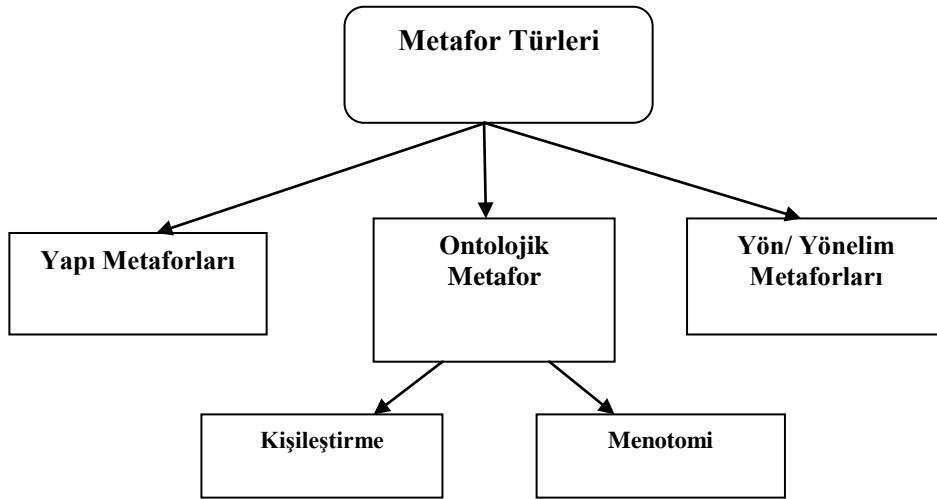 Metafor Türleri
Yapı Metaforları
Ontolojik
Metafor
Yön/ Yönelim
Metaforları
Kişileştirme
Menotomi